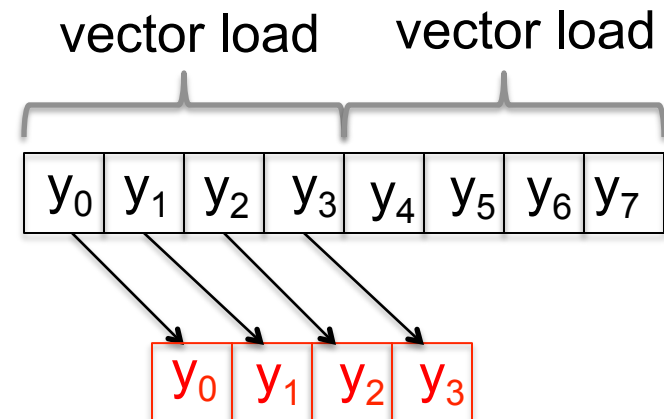 vector load vector load
y₀ y₁ y₂ y₃ y₄ y₅ y₆ y₇
y₀ y₁ y₂ y₃